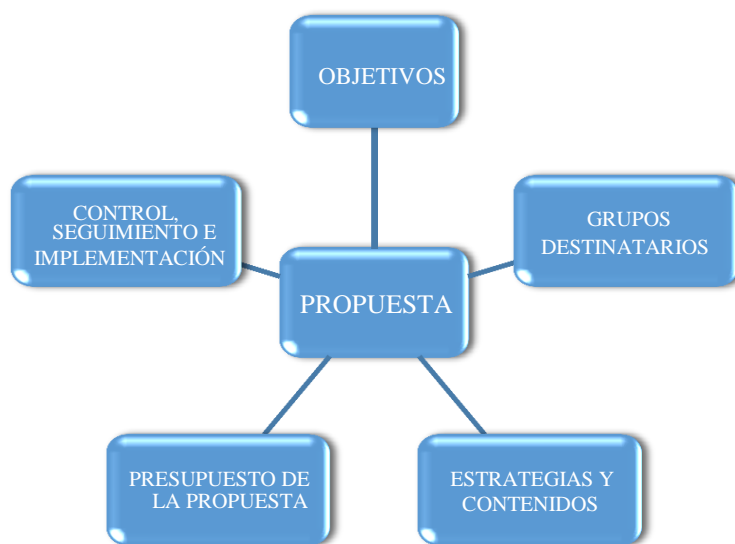 OBJETIVOS
CONTROL,
SEGUIMIENTO E
IMPLEMENTACIÓN
GRUPOS
DESTINATARIOS
PROPUESTA
PRESUPUESTO DE
LA PROPUESTA
ESTRATEGIAS Y
CONTENIDOS